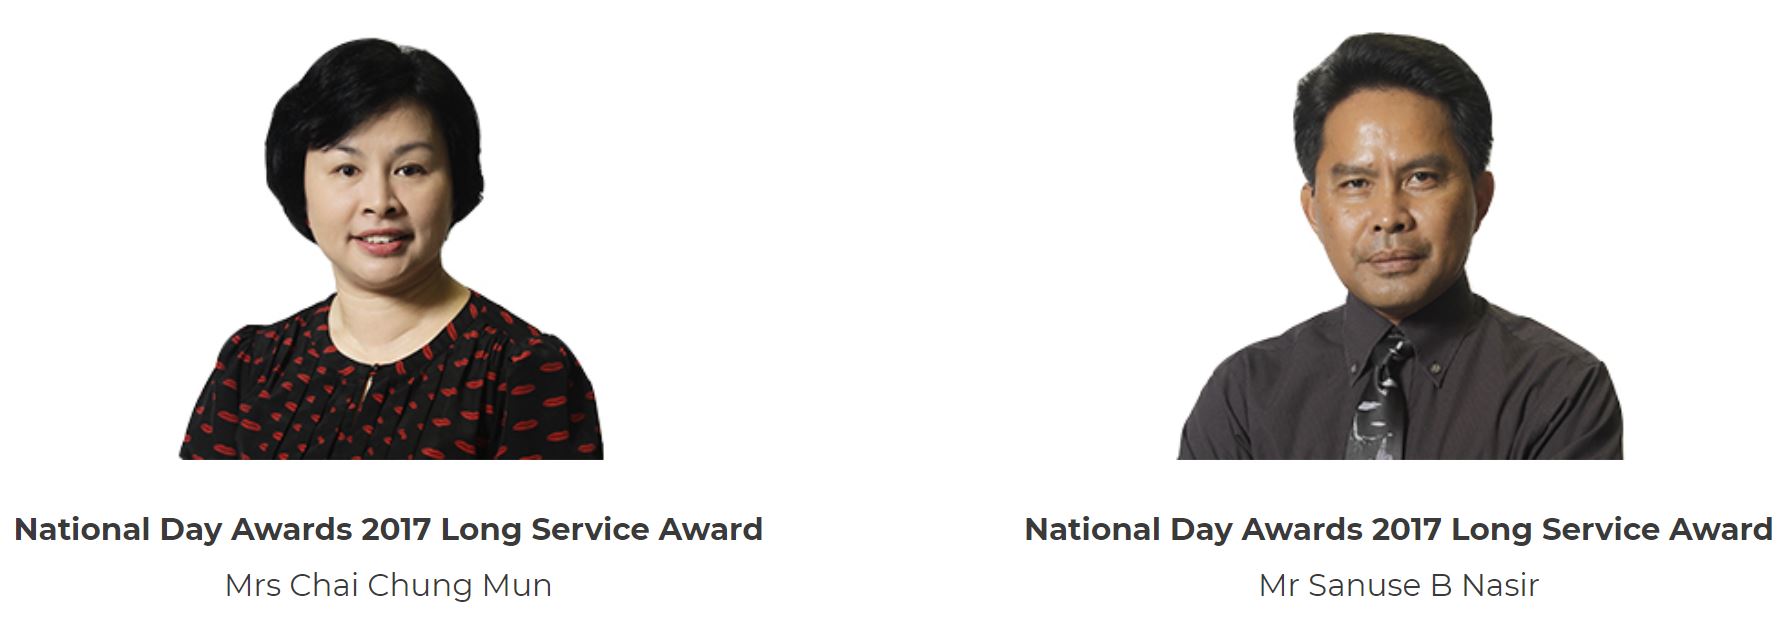 National Day Awards 2017 Long Service Award
Mrs Chai Chung Mun
National Day Awards 2017 Long Service Award
Mr Sanuse B Nasir